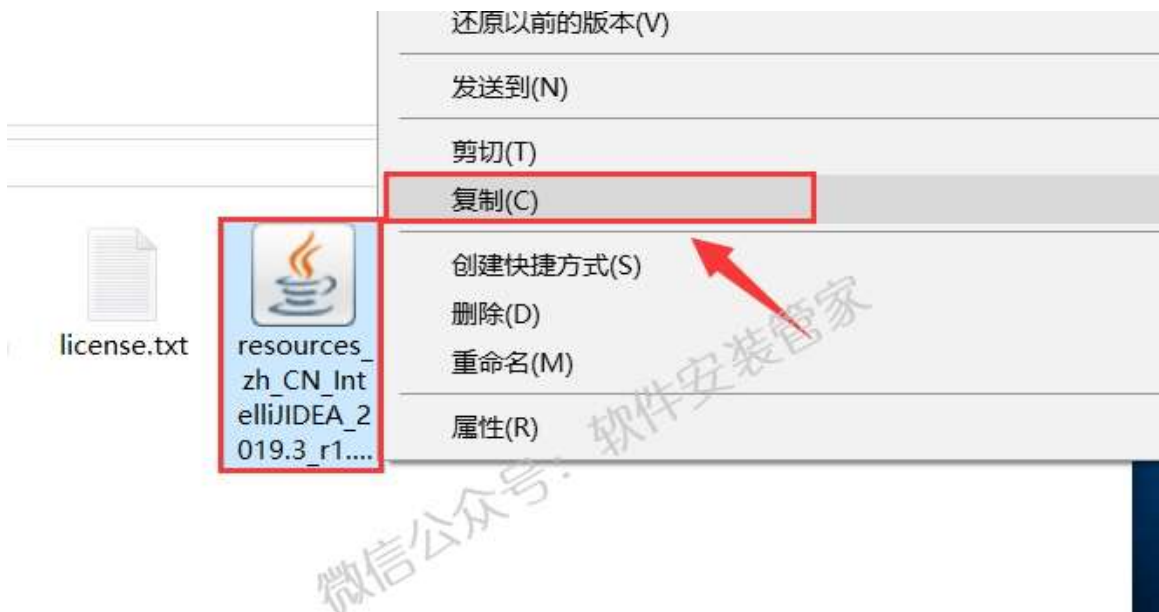 还原以前的版本(V)
发送到(N)
剪切(T)
复制(C)
创建快捷方式(S)
删除(D)
重命名(M)
属性(R)
license.txt
resources_
zh_CN_Int
elliJIDEA_2
019.3_r1....
微信公众号：软件安装管家